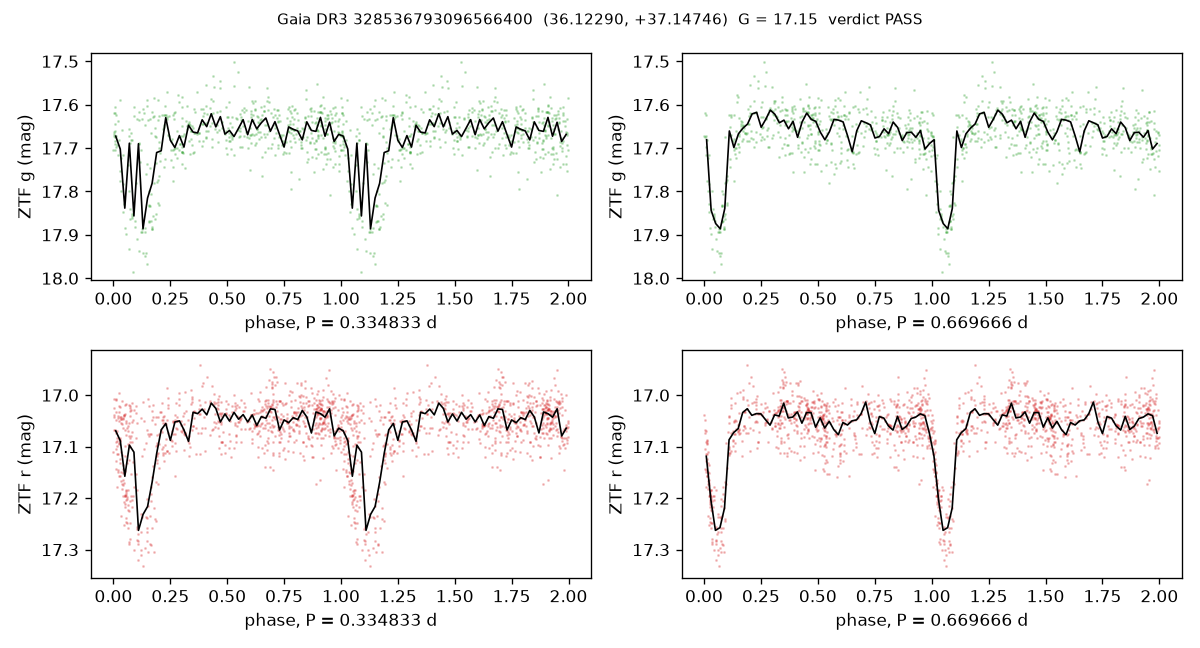 Gaia DR3 328536793096566400  (36.12290, +37.14746)  G = 17.15  verdict PASS
17.5
17.6
17.7
17.8
17.9
18.0
ZTF g (mag)
0.00 0.25 0.50 0.75 1.00 1.25 1.50 1.75 2.00
phase, P = 0.334833 d
17.5
17.6
17.7
17.8
17.9
18.0
ZTF g (mag)
0.00 0.25 0.50 0.75 1.00 1.25 1.50 1.75 2.00
phase, P = 0.669666 d
17.0
17.1
17.2
17.3
ZTF r (mag)
0.00 0.25 0.50 0.75 1.00 1.25 1.50 1.75 2.00
phase, P = 0.334833 d
17.0
17.1
17.2
17.3
ZTF r (mag)
0.00 0.25 0.50 0.75 1.00 1.25 1.50 1.75 2.00
phase, P = 0.669666 d